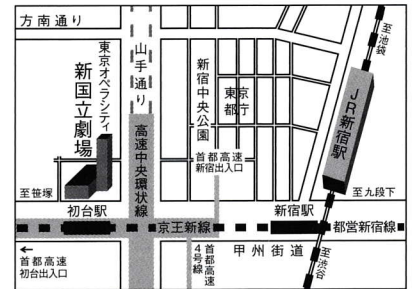 方南通り
至池袋
山手通り
東京オペラシティ
新国立劇場
新宿中央公園
東京
都庁
JR新宿駅
高速中央環状線
首都高速
新宿出入口
至笹塚
初台駅
新宿駅
至九段下
京王新線
都営新宿線
←
首都高速
初台出入口
首都高速
4号線
甲州街道
至渋谷